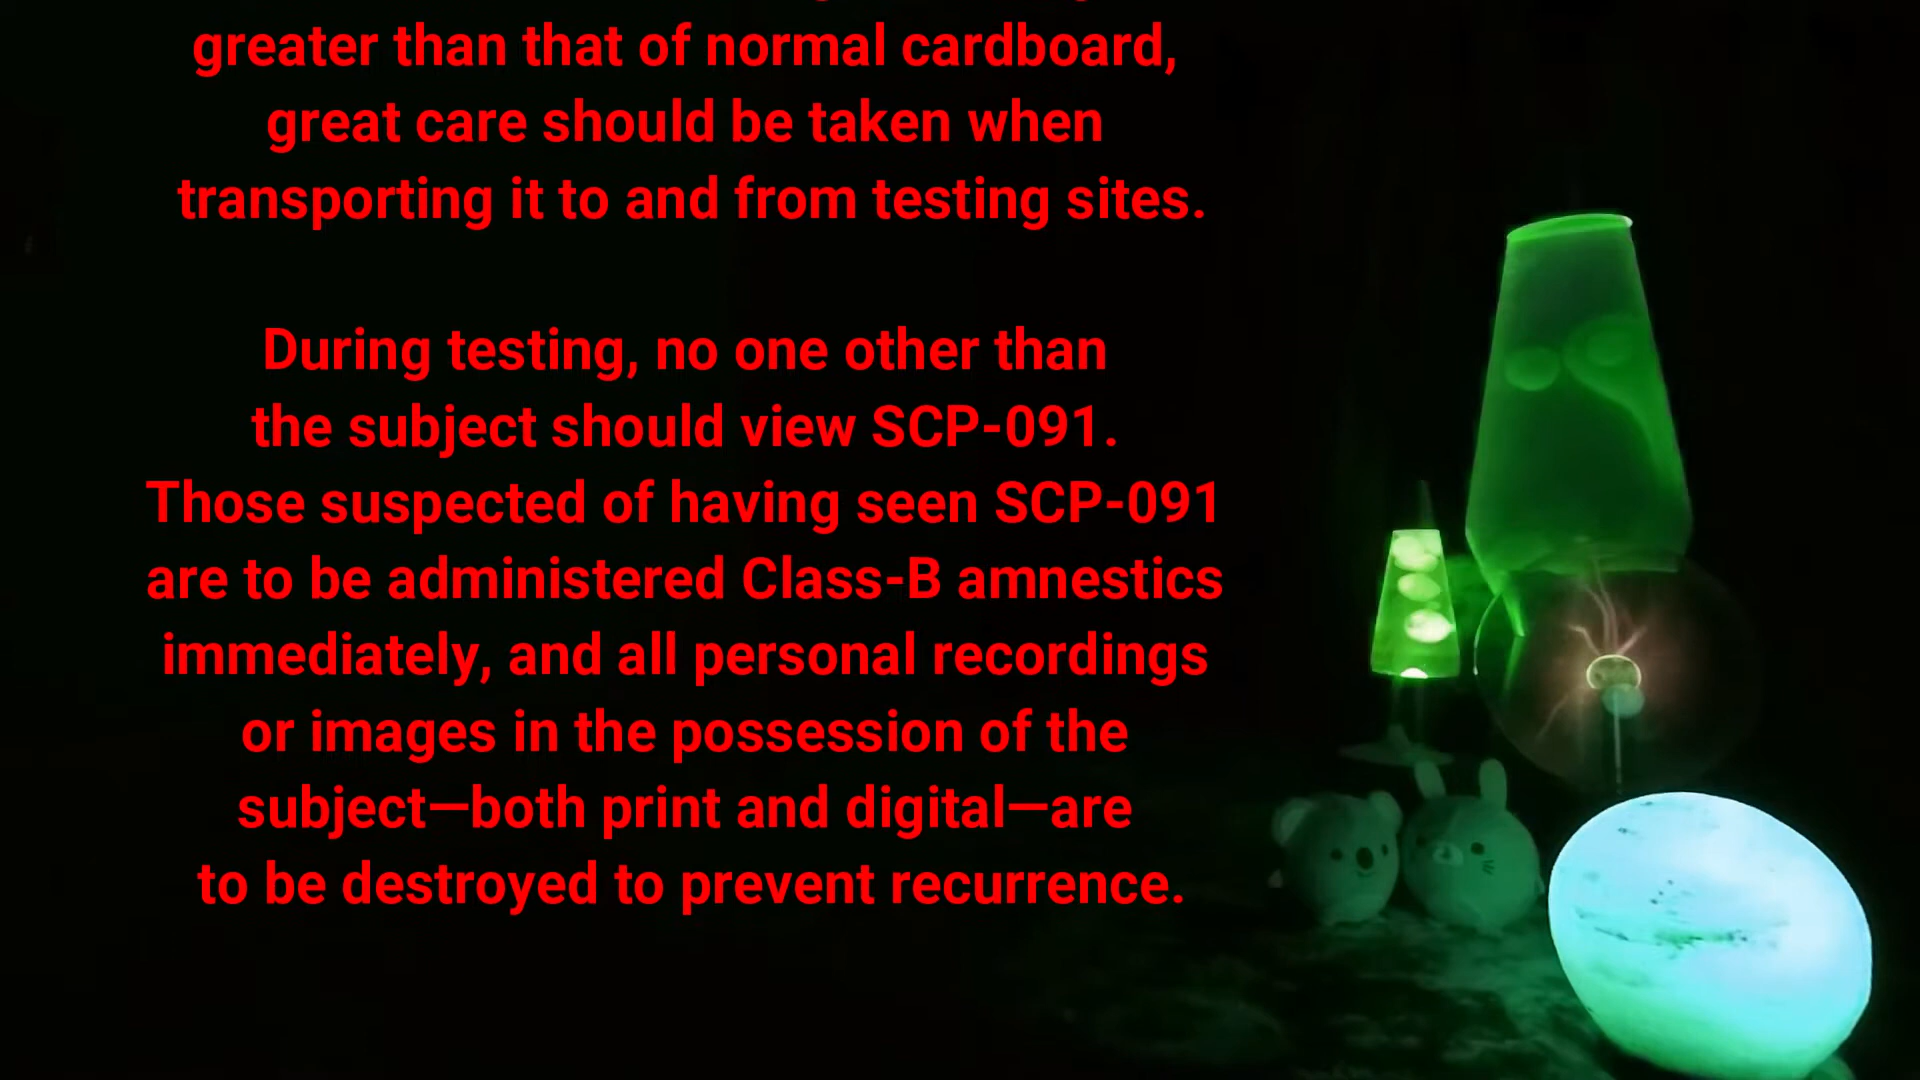 greater than that of normal cardboard,
great care should be taken when
transporting it to and from testing sites.
During testing, no one other than
the subject should view SCP-091.
Those suspected of having seen SCP-091
are to be administered Class-B amnestics
immediately, and all personal recordings
or images in the possession of the
subject—both print and digital—are
to be destroyed to prevent recurrence.